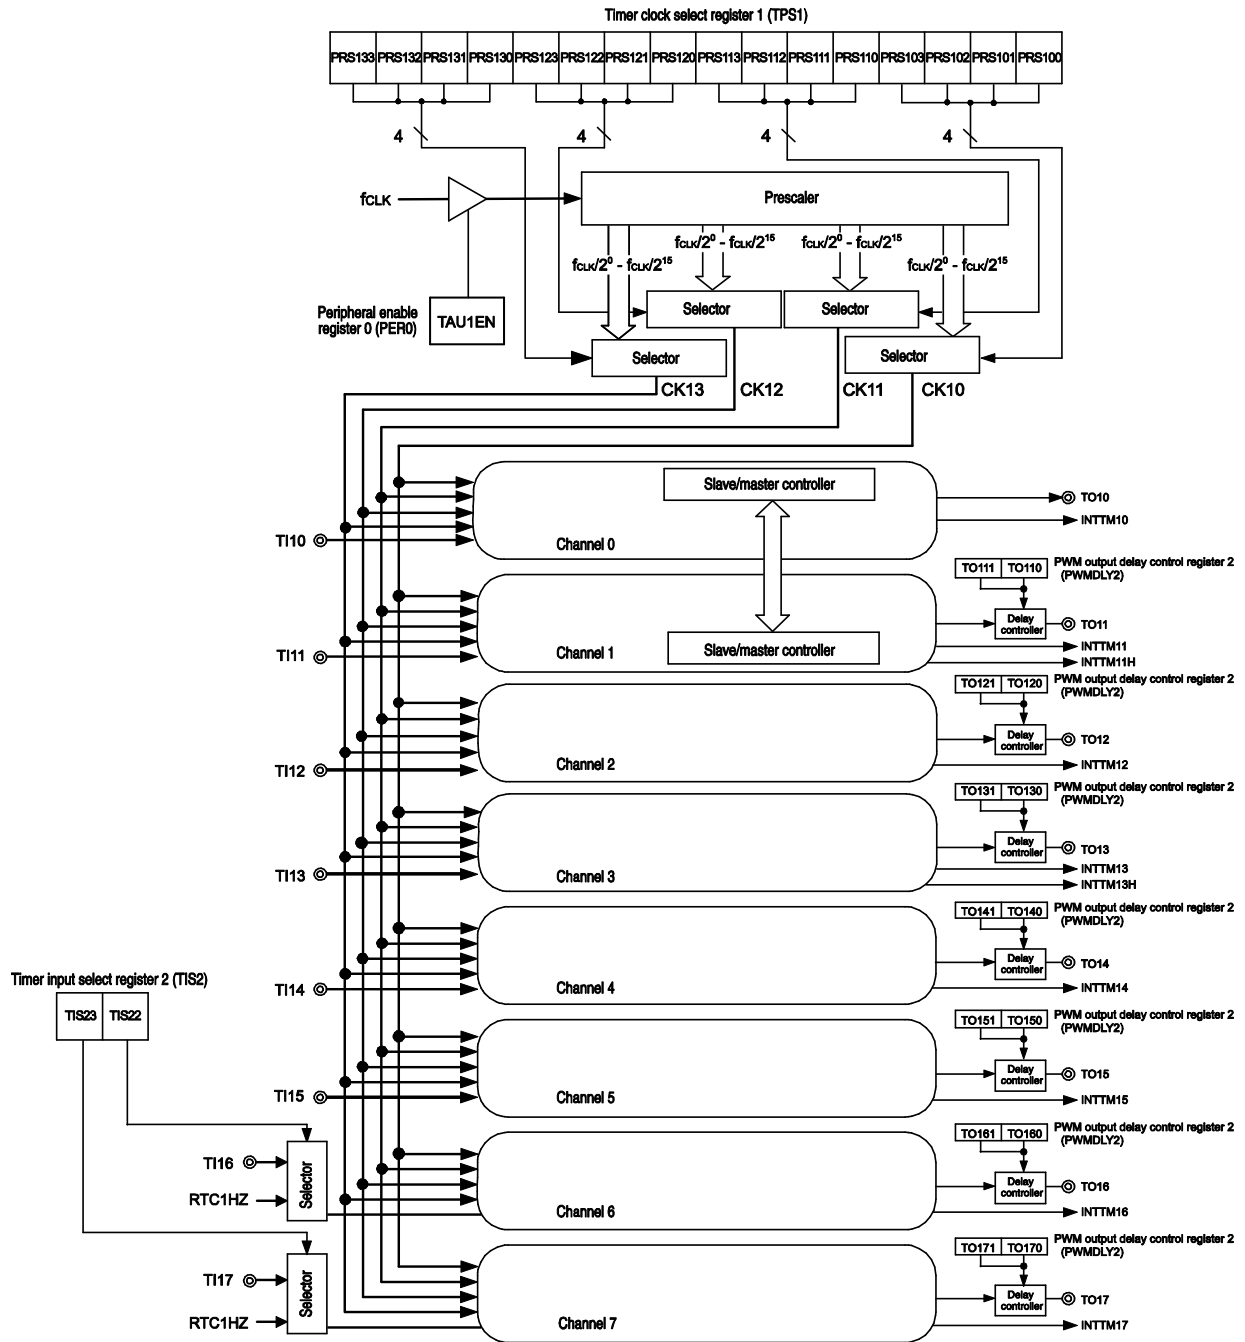 Timer clock select register 1 (TPS1)
PRS133 PRS132 PRS131 PRS130 PRS123 PRS122 PRS121 PRS120 PRS113 PRS112 PRS111 PRS110 PRS103 PRS102 PRS101 PRS100
4 4 4 4
fCLK
Prescaler
fCLK/2⁰ - fCLK/2¹⁵ fCLK/2⁰ - fCLK/2¹⁵
fCLK/2⁰ - fCLK/2¹⁵ fCLK/2⁰ - fCLK/2¹⁵
Peripheral enable
register 0 (PER0)
TAU1EN
Selector Selector
Selector Selector
CK13 CK12 CK11 CK10
Slave/master controller
TO10
INTTM10
TI10
Channel 0
PWM output delay control register 2
(PWMDLY2)
TO111 TO110
Delay
controller
TO11
Slave/master controller
TI11
Channel 1
INTTM11
INTTM11H
PWM output delay control register 2
(PWMDLY2)
TO121 TO120
Delay
controller
TO12
TI12
Channel 2
INTTM12
PWM output delay control register 2
(PWMDLY2)
TO131 TO130
Delay
controller
TO13
TI13
Channel 3
INTTM13
INTTM13H
PWM output delay control register 2
(PWMDLY2)
TO141 TO140
Delay
controller
TO14
Timer input select register 2 (TIS2)
TIS23 TIS22
TI14
Channel 4
INTTM14
PWM output delay control register 2
(PWMDLY2)
TO151 TO150
Delay
controller
TO15
TI15
Channel 5
INTTM15
PWM output delay control register 2
(PWMDLY2)
TO161 TO160
Delay
controller
TO16
TI16
RTC1HZ
Selector
Channel 6
INTTM16
PWM output delay control register 2
(PWMDLY2)
TO171 TO170
Delay
controller
TO17
TI17
RTC1HZ
Selector
Channel 7
INTTM17